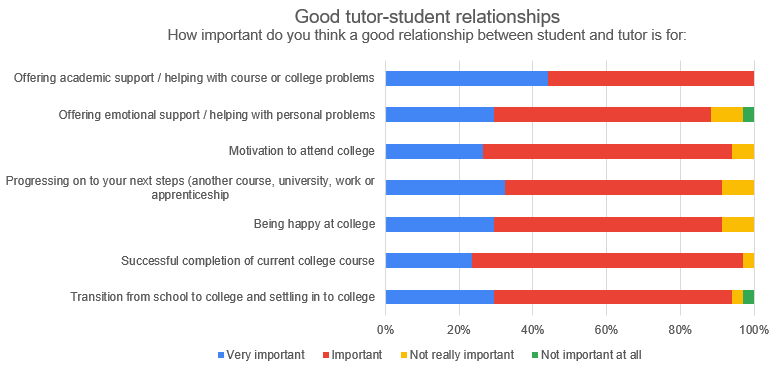 Good tutor-student relationships
How important do you think a good relationship between student and tutor is for:
Offering academic support / helping with course or college problems
Offering emotional support / helping with personal problems
Motivation to attend college
Progressing on to your next steps (another course, university, work or
apprenticeship
Being happy at college
Successful completion of current college course
Transition from school to college and settling in to college
0% 20% 40% 60% 80% 100%
Very important Important Not really important Not important at all